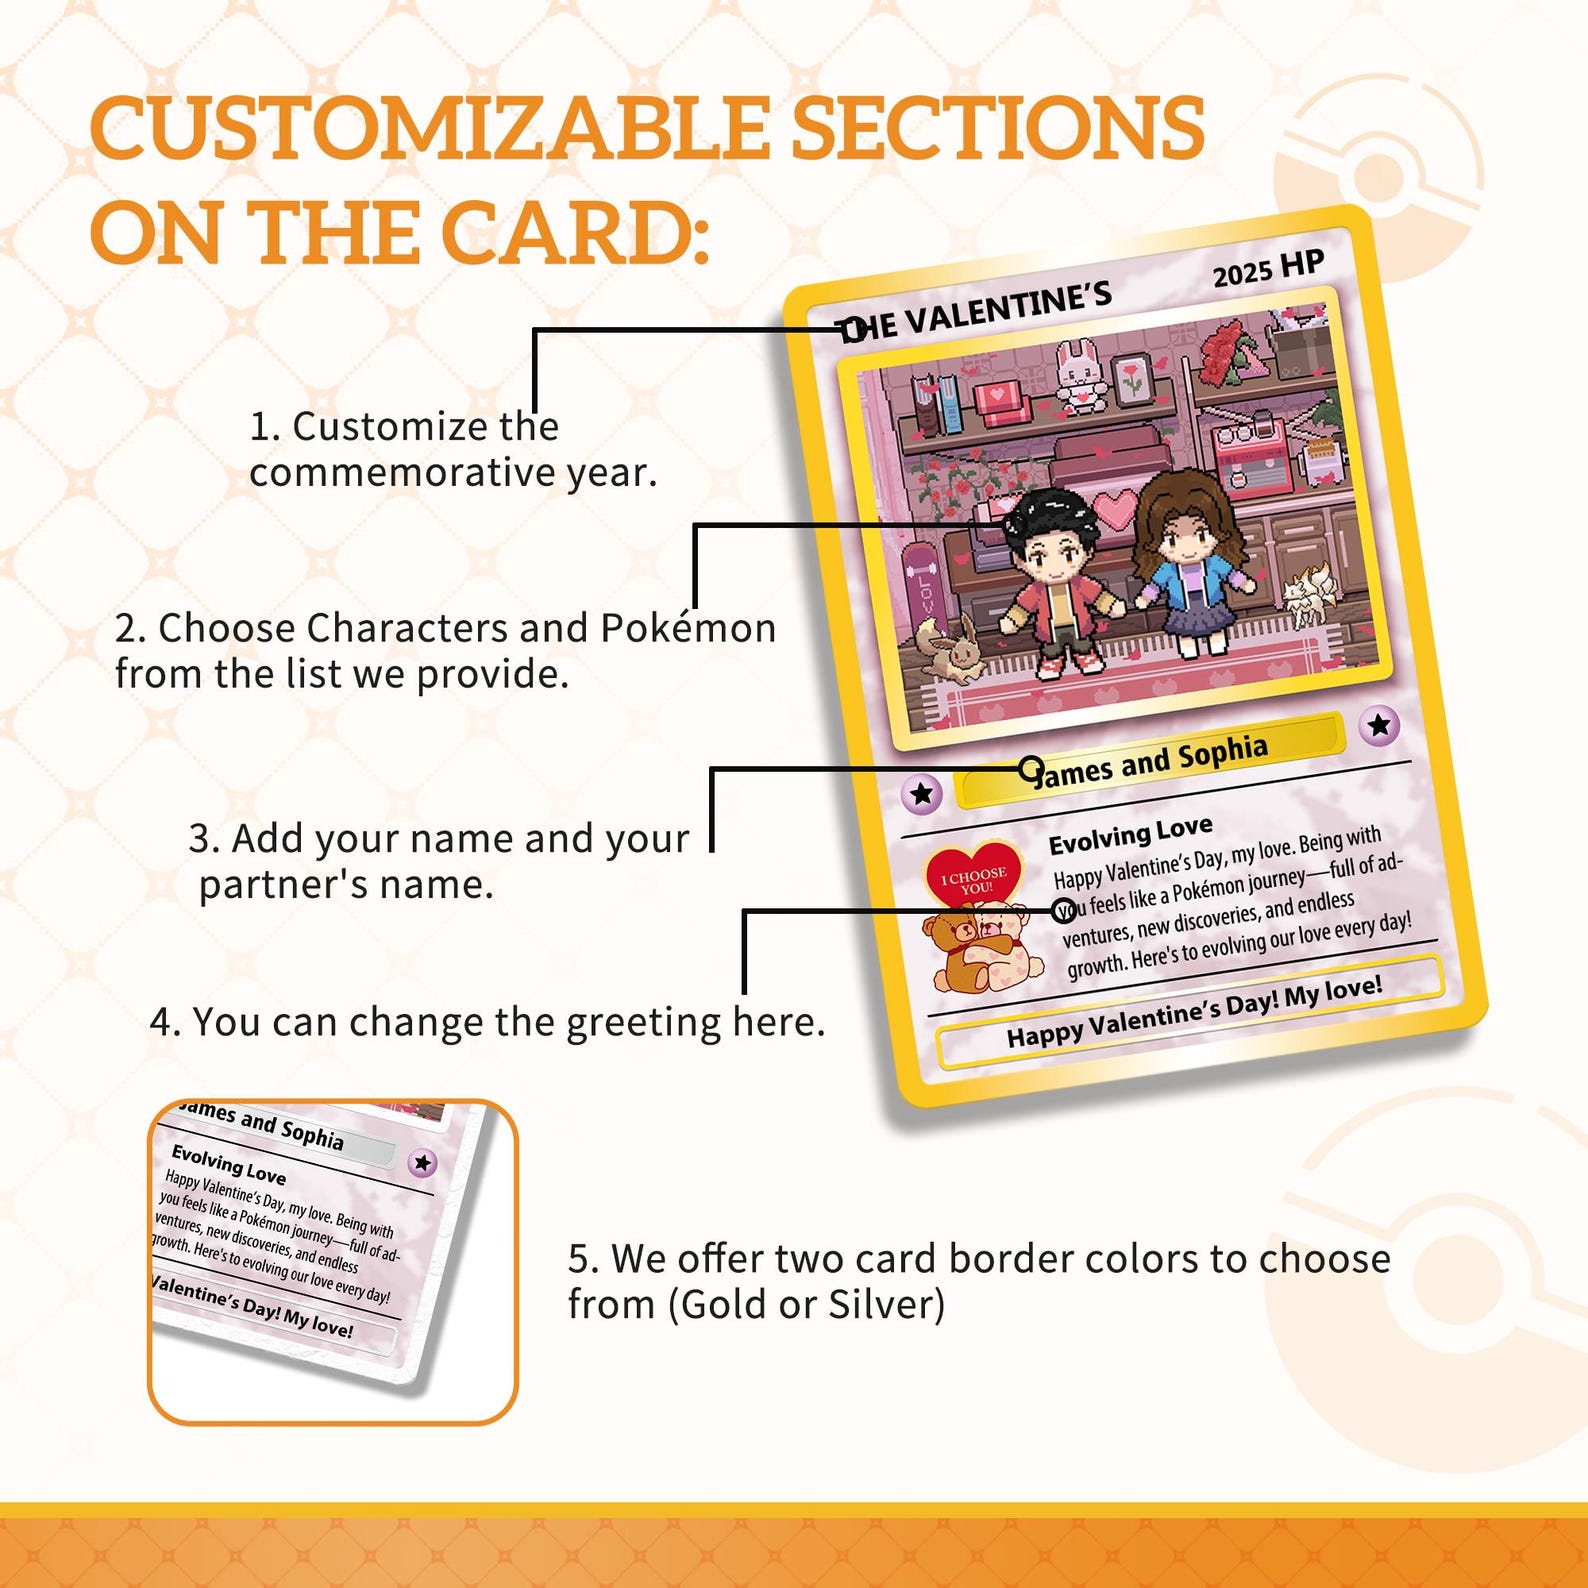 CUSTOMIZABLE SECTIONS
ON THE CARD:
THE VALENTINE'S
2025 HP
1. Customize the
commemorative year.
2. Choose Characters and Pokémon
from the list we provide.
LOV
James and Sophia
3. Add your name and your
partner's name.
I CHOOSE
YOU!
Evolving Love
Happy Valentine's Day, my love. Being with
you feels like a Pokémon journey—full of ad-
ventures, new discoveries, and endless
growth. Here's to evolving our love every day!
Happy Valentine's Day! My love!
4. You can change the greeting here.
James and Sophia
Evolving Love
Happy Valentine's Day, my love. Being with
you feels like a Pokémon journey—full of ad-
ventures, new discoveries, and endless
growth. Here's to evolving our love every day!
Valentine's Day! My love!
5. We offer two card border colors to choose
from (Gold or Silver)